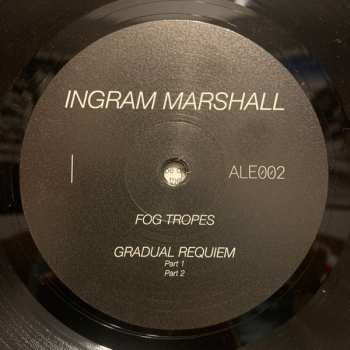 INGRAM MARSHALL
I ALE002
FOG TROPES
GRADUAL REQUIEM
Part 1
Part 2